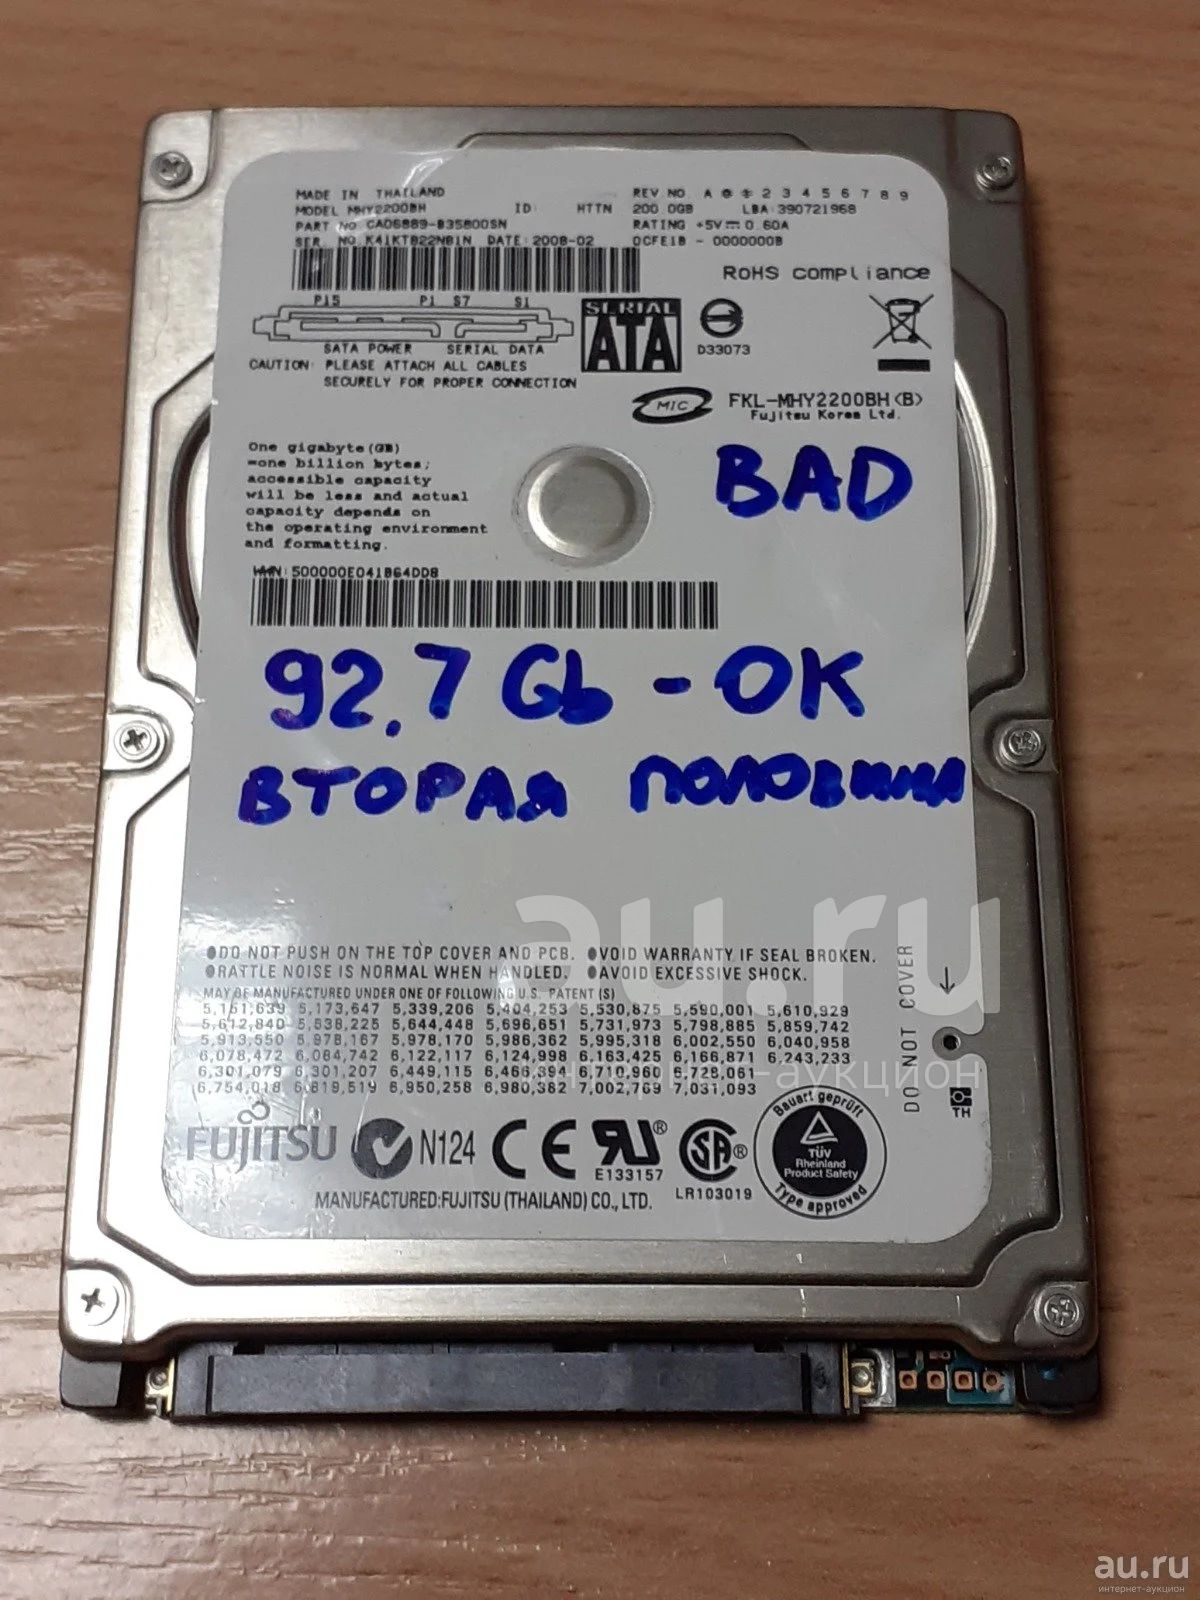 MADE IN THAILAND
MODEL MHY2200BH ID: HTTN
PART NO. CA06889-B35800SN
SER. NO. K41KT822NB1N DATE: 2008-02
REV NO. A 2 3 4 5 6 7 8 9
200.0GB LBA:390721968
RATING +5V 0.60A
0CFE1B - 0000000B
RoHS compliance
P15 P1 S7 S1
SATA POWER SERIAL DATA
CAUTION: PLEASE ATTACH ALL CABLES
SECURELY FOR PROPER CONNECTION
SERIAL
ATA
D33073
MIC
FKL-MHY2200BH(B)
Fujitsu Korea Ltd.
One gigabyte(GB)
=one billion bytes;
accessible capacity
will be less and actual
capacity depends on
the operating environment
and formatting.
BAD
WWN:500000E041B64DD8
92.7 Gb - OK
ВТОРАЯ ПОЛОВИНА
au.ru
интернет-аукцион
●DO NOT PUSH ON THE TOP COVER AND PCB. ●VOID WARRANTY IF SEAL BROKEN.
●RATTLE NOISE IS NORMAL WHEN HANDLED. ●AVOID EXCESSIVE SHOCK.
MAY BE MANUFACTURED UNDER ONE OF FOLLOWING U.S. PATENT (S)
5,151,639 5,173,647 5,339,206 5,404,253 5,530,875 5,590,001 5,610,929
5,612,840 5,638,225 5,644,448 5,696,651 5,731,973 5,798,885 5,859,742
5,913,550 5,978,167 5,978,170 5,986,362 5,995,318 6,002,550 6,040,958
6,078,472 6,084,742 6,122,117 6,124,998 6,163,425 6,166,871 6,243,233
6,301,079 6,301,207 6,449,115 6,466,394 6,710,960 6,728,061
6,754,018 6,819,519 6,950,258 6,980,382 7,002,769 7,031,093
DO NOT COVER
TH
FUJITSU N124 CE UR®
E133157
SA®
LR103019
Bauart geprüft
TÜV
Rheinland
Product Safety
Type approved
MANUFACTURED:FUJITSU (THAILAND) CO., LTD.
au.ru
интернет-аукцион